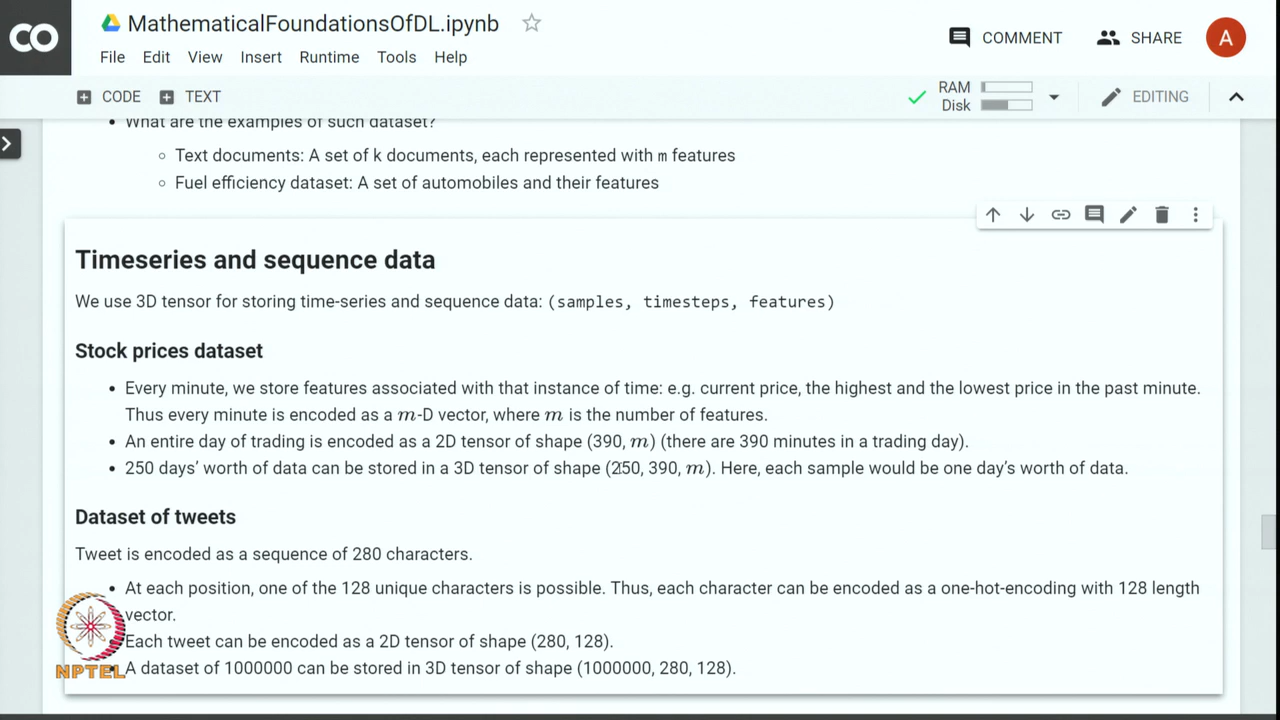 CO
MathematicalFoundationsOfDL.ipynb
COMMENT
SHARE
A
File Edit View Insert Runtime Tools Help
CODE TEXT
RAM
Disk
EDITING
What are the examples of such dataset?
Text documents: A set of k documents, each represented with m features
Fuel efficiency dataset: A set of automobiles and their features
Timeseries and sequence data
We use 3D tensor for storing time-series and sequence data: (samples, timesteps, features)
Stock prices dataset
Every minute, we store features associated with that instance of time: e.g. current price, the highest and the lowest price in the past minute.
Thus every minute is encoded as a m-D vector, where m is the number of features.
An entire day of trading is encoded as a 2D tensor of shape (390, m) (there are 390 minutes in a trading day).
250 days' worth of data can be stored in a 3D tensor of shape (250, 390, m). Here, each sample would be one day's worth of data.
Dataset of tweets
Tweet is encoded as a sequence of 280 characters.
At each position, one of the 128 unique characters is possible. Thus, each character can be encoded as a one-hot-encoding with 128 length
vector.
Each tweet can be encoded as a 2D tensor of shape (280, 128).
A dataset of 1000000 can be stored in 3D tensor of shape (1000000, 280, 128).
NPTEL